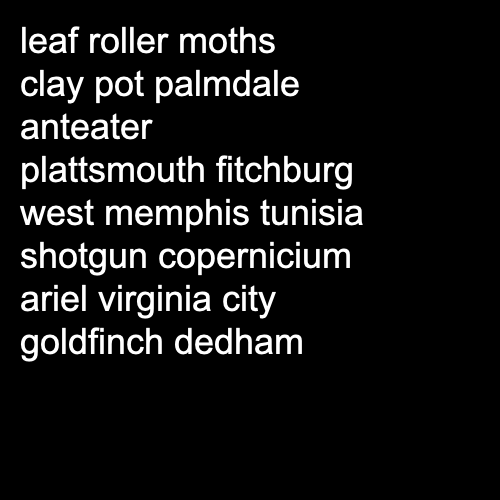 leaf roller moths
clay pot palmdale
anteater
plattsmouth fitchburg
west memphis tunisia
shotgun copernicium
ariel virginia city
goldfinch dedham